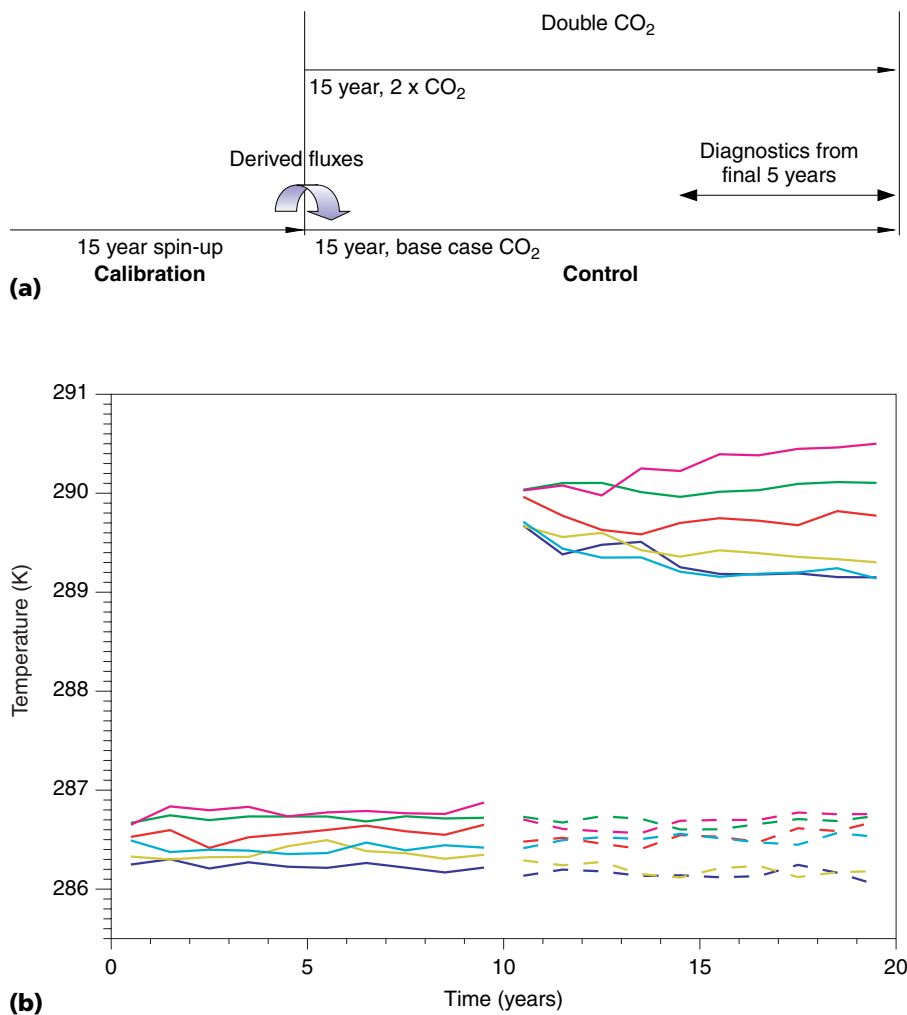 Double CO₂
15 year, 2 x CO₂
Derived fluxes
Diagnostics from
final 5 years
15 year spin-up
15 year, base case CO₂
Calibration
Control
(a)
291
290
289
288
287
286
Temperature (K)
0
5
10
15
20
Time (years)
(b)